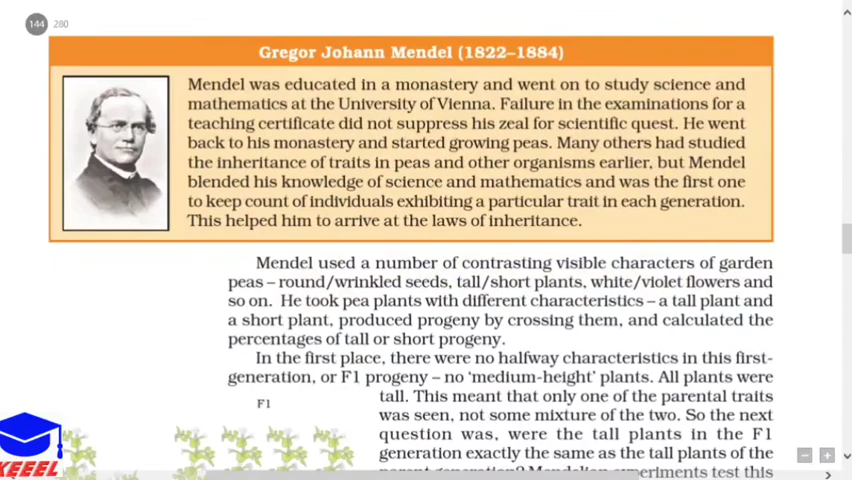 144 280
Gregor Johann Mendel (1822–1884)
Mendel was educated in a monastery and went on to study science and
mathematics at the University of Vienna. Failure in the examinations for a
teaching certificate did not suppress his zeal for scientific quest. He went
back to his monastery and started growing peas. Many others had studied
the inheritance of traits in peas and other organisms earlier, but Mendel
blended his knowledge of science and mathematics and was the first one
to keep count of individuals exhibiting a particular trait in each generation.
This helped him to arrive at the laws of inheritance.
Mendel used a number of contrasting visible characters of garden
peas – round/wrinkled seeds, tall/short plants, white/violet flowers and
so on. He took pea plants with different characteristics – a tall plant and
a short plant, produced progeny by crossing them, and calculated the
percentages of tall or short progeny.
In the first place, there were no halfway characteristics in this first-
generation, or F1 progeny – no ‘medium-height’ plants. All plants were
tall. This meant that only one of the parental traits
F1
was seen, not some mixture of the two. So the next
question was, were the tall plants in the F1
generation exactly the same as the tall plants of the
parent generation? Mendelian experiments test this